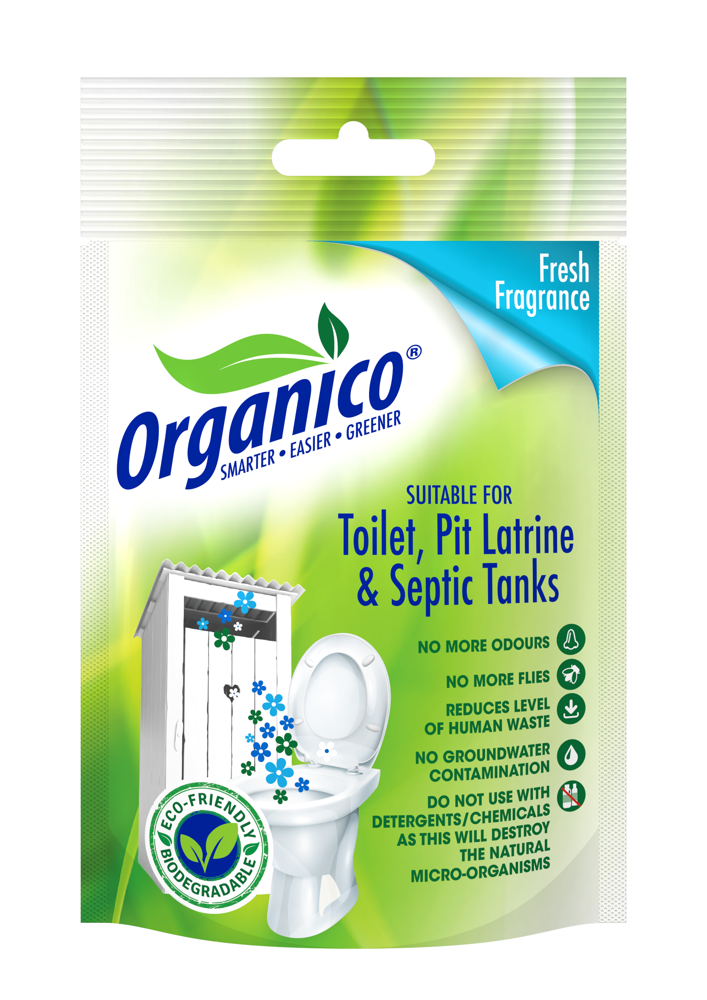 Fresh
Fragrance
Organico®
SMARTER • EASIER • GREENER
SUITABLE FOR
Toilet, Pit Latrine
& Septic Tanks
NO MORE ODOURS
NO MORE FLIES
REDUCES LEVEL
OF HUMAN WASTE
NO GROUNDWATER
CONTAMINATION
DO NOT USE WITH
DETERGENTS/CHEMICALS
AS THIS WILL DESTROY
THE NATURAL
MICRO-ORGANISMS
ECO-FRIENDLY
BIODEGRADABLE